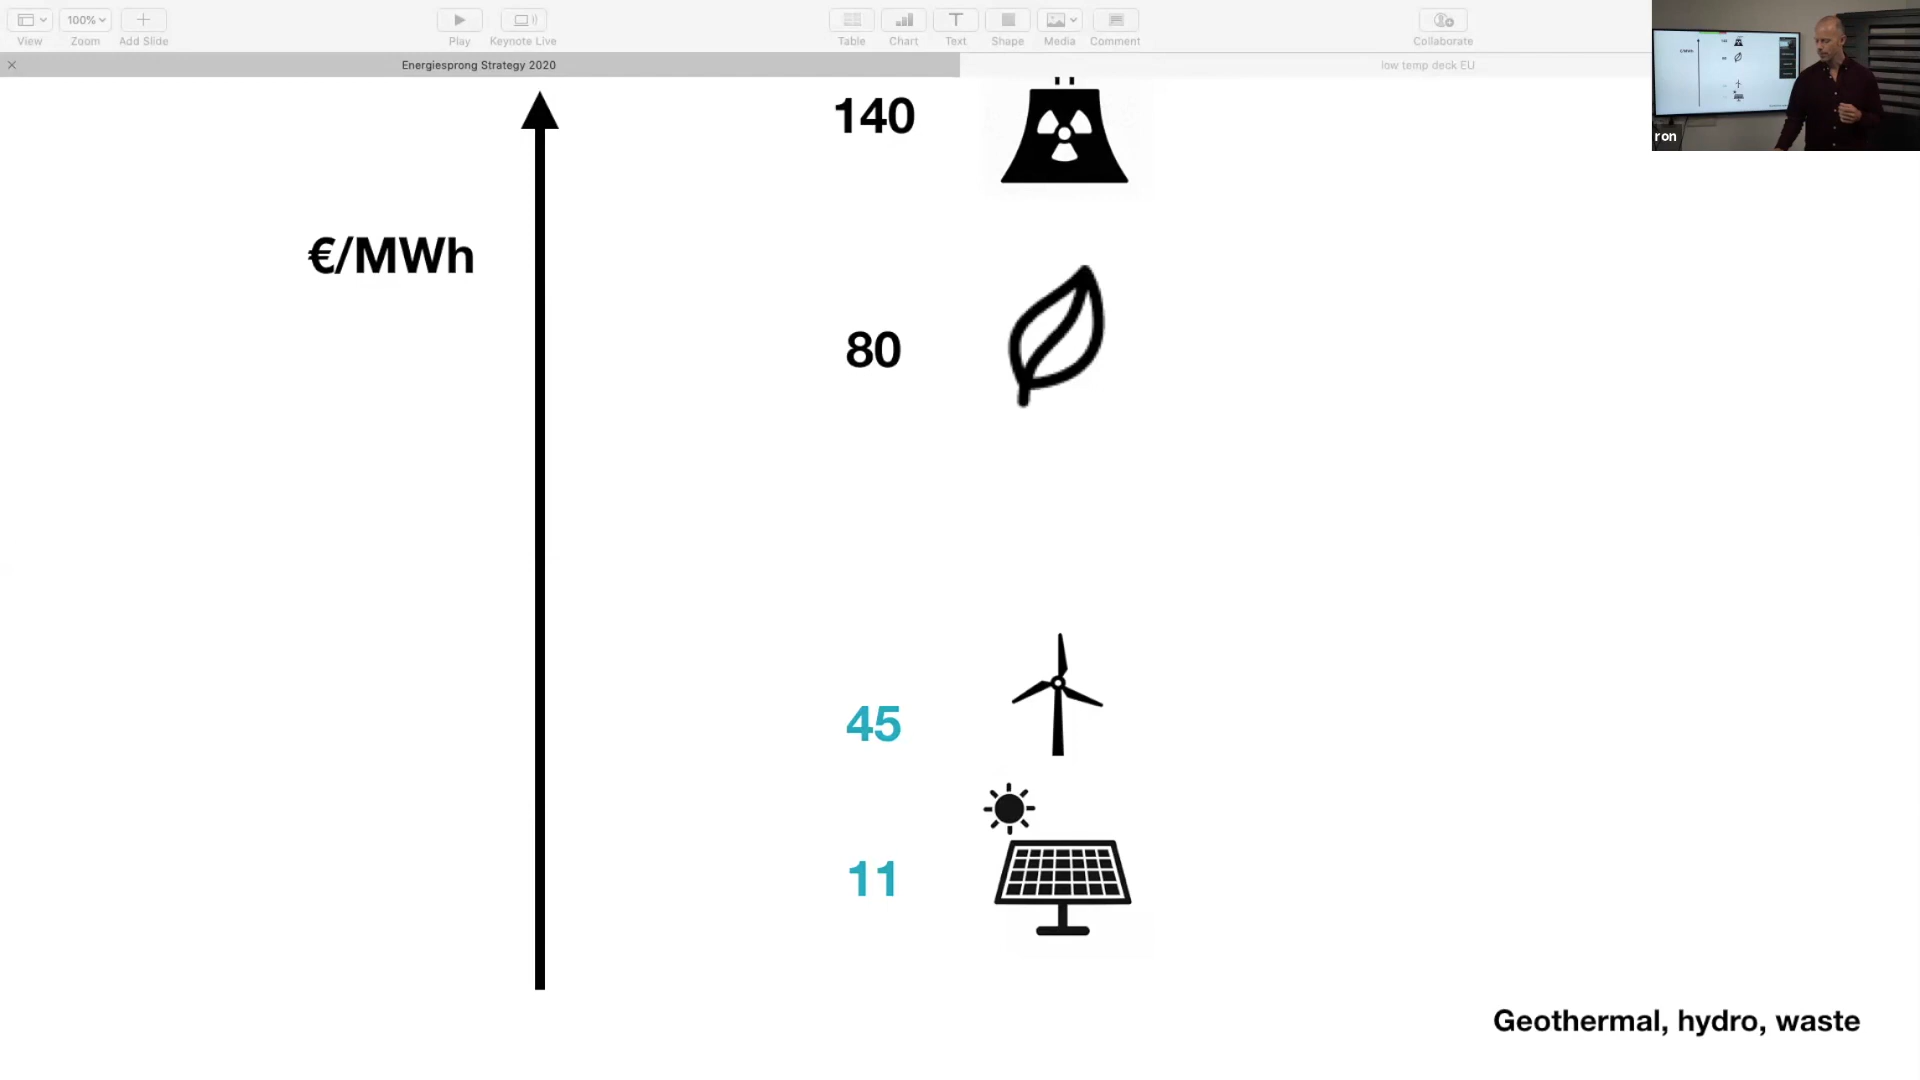 100%
View
Zoom
Add Slide
Play
Keynote Live
Table
Chart
Text
Shape
Media
Comment
Collaborate
Energiesprong Strategy 2020
low temp deck EU
ron
140
€/MWh
80
45
11
Geothermal, hydro, waste